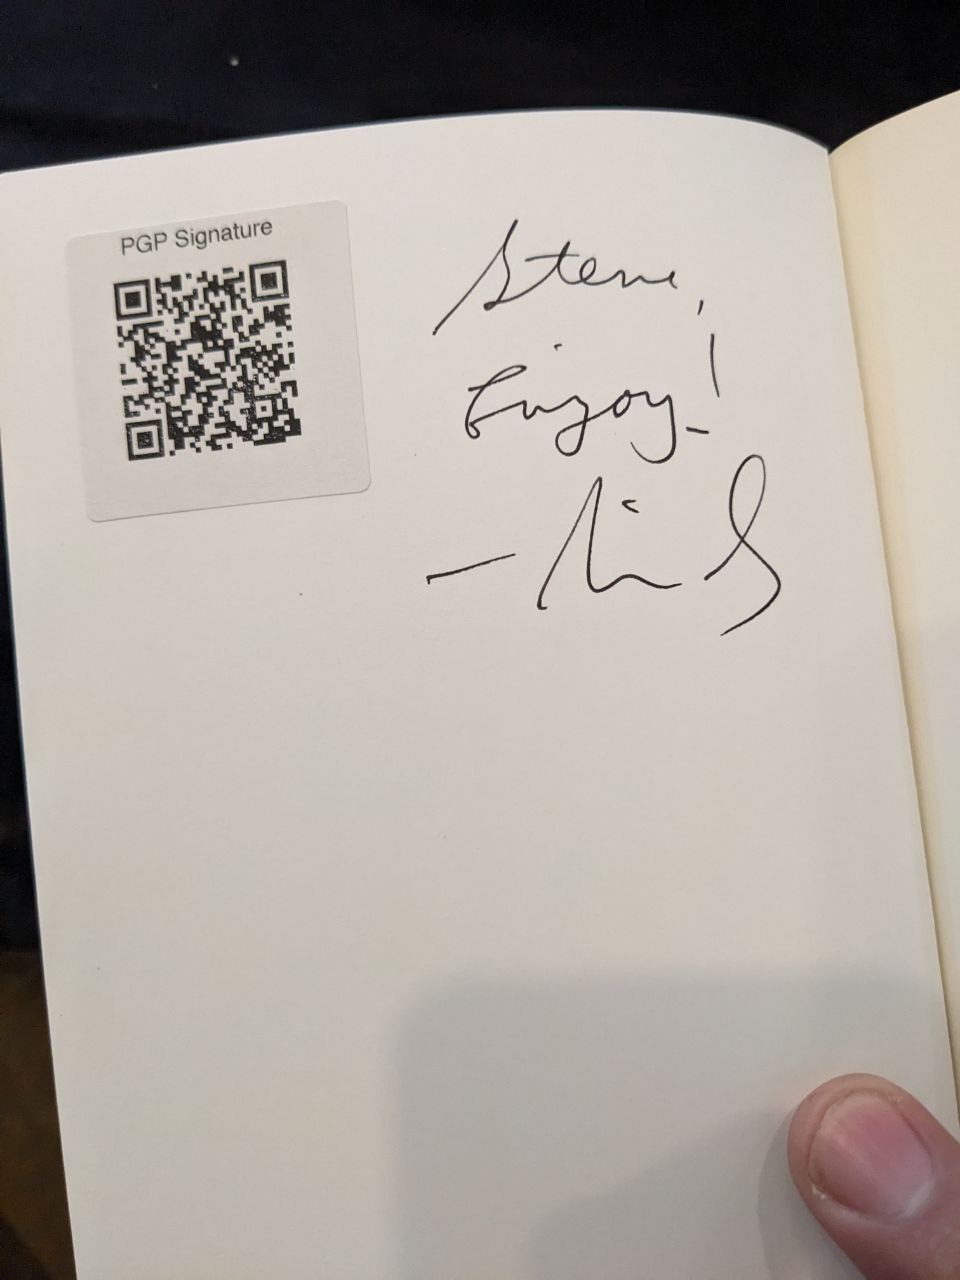 PGP Signature
Steve,
Enjoy!